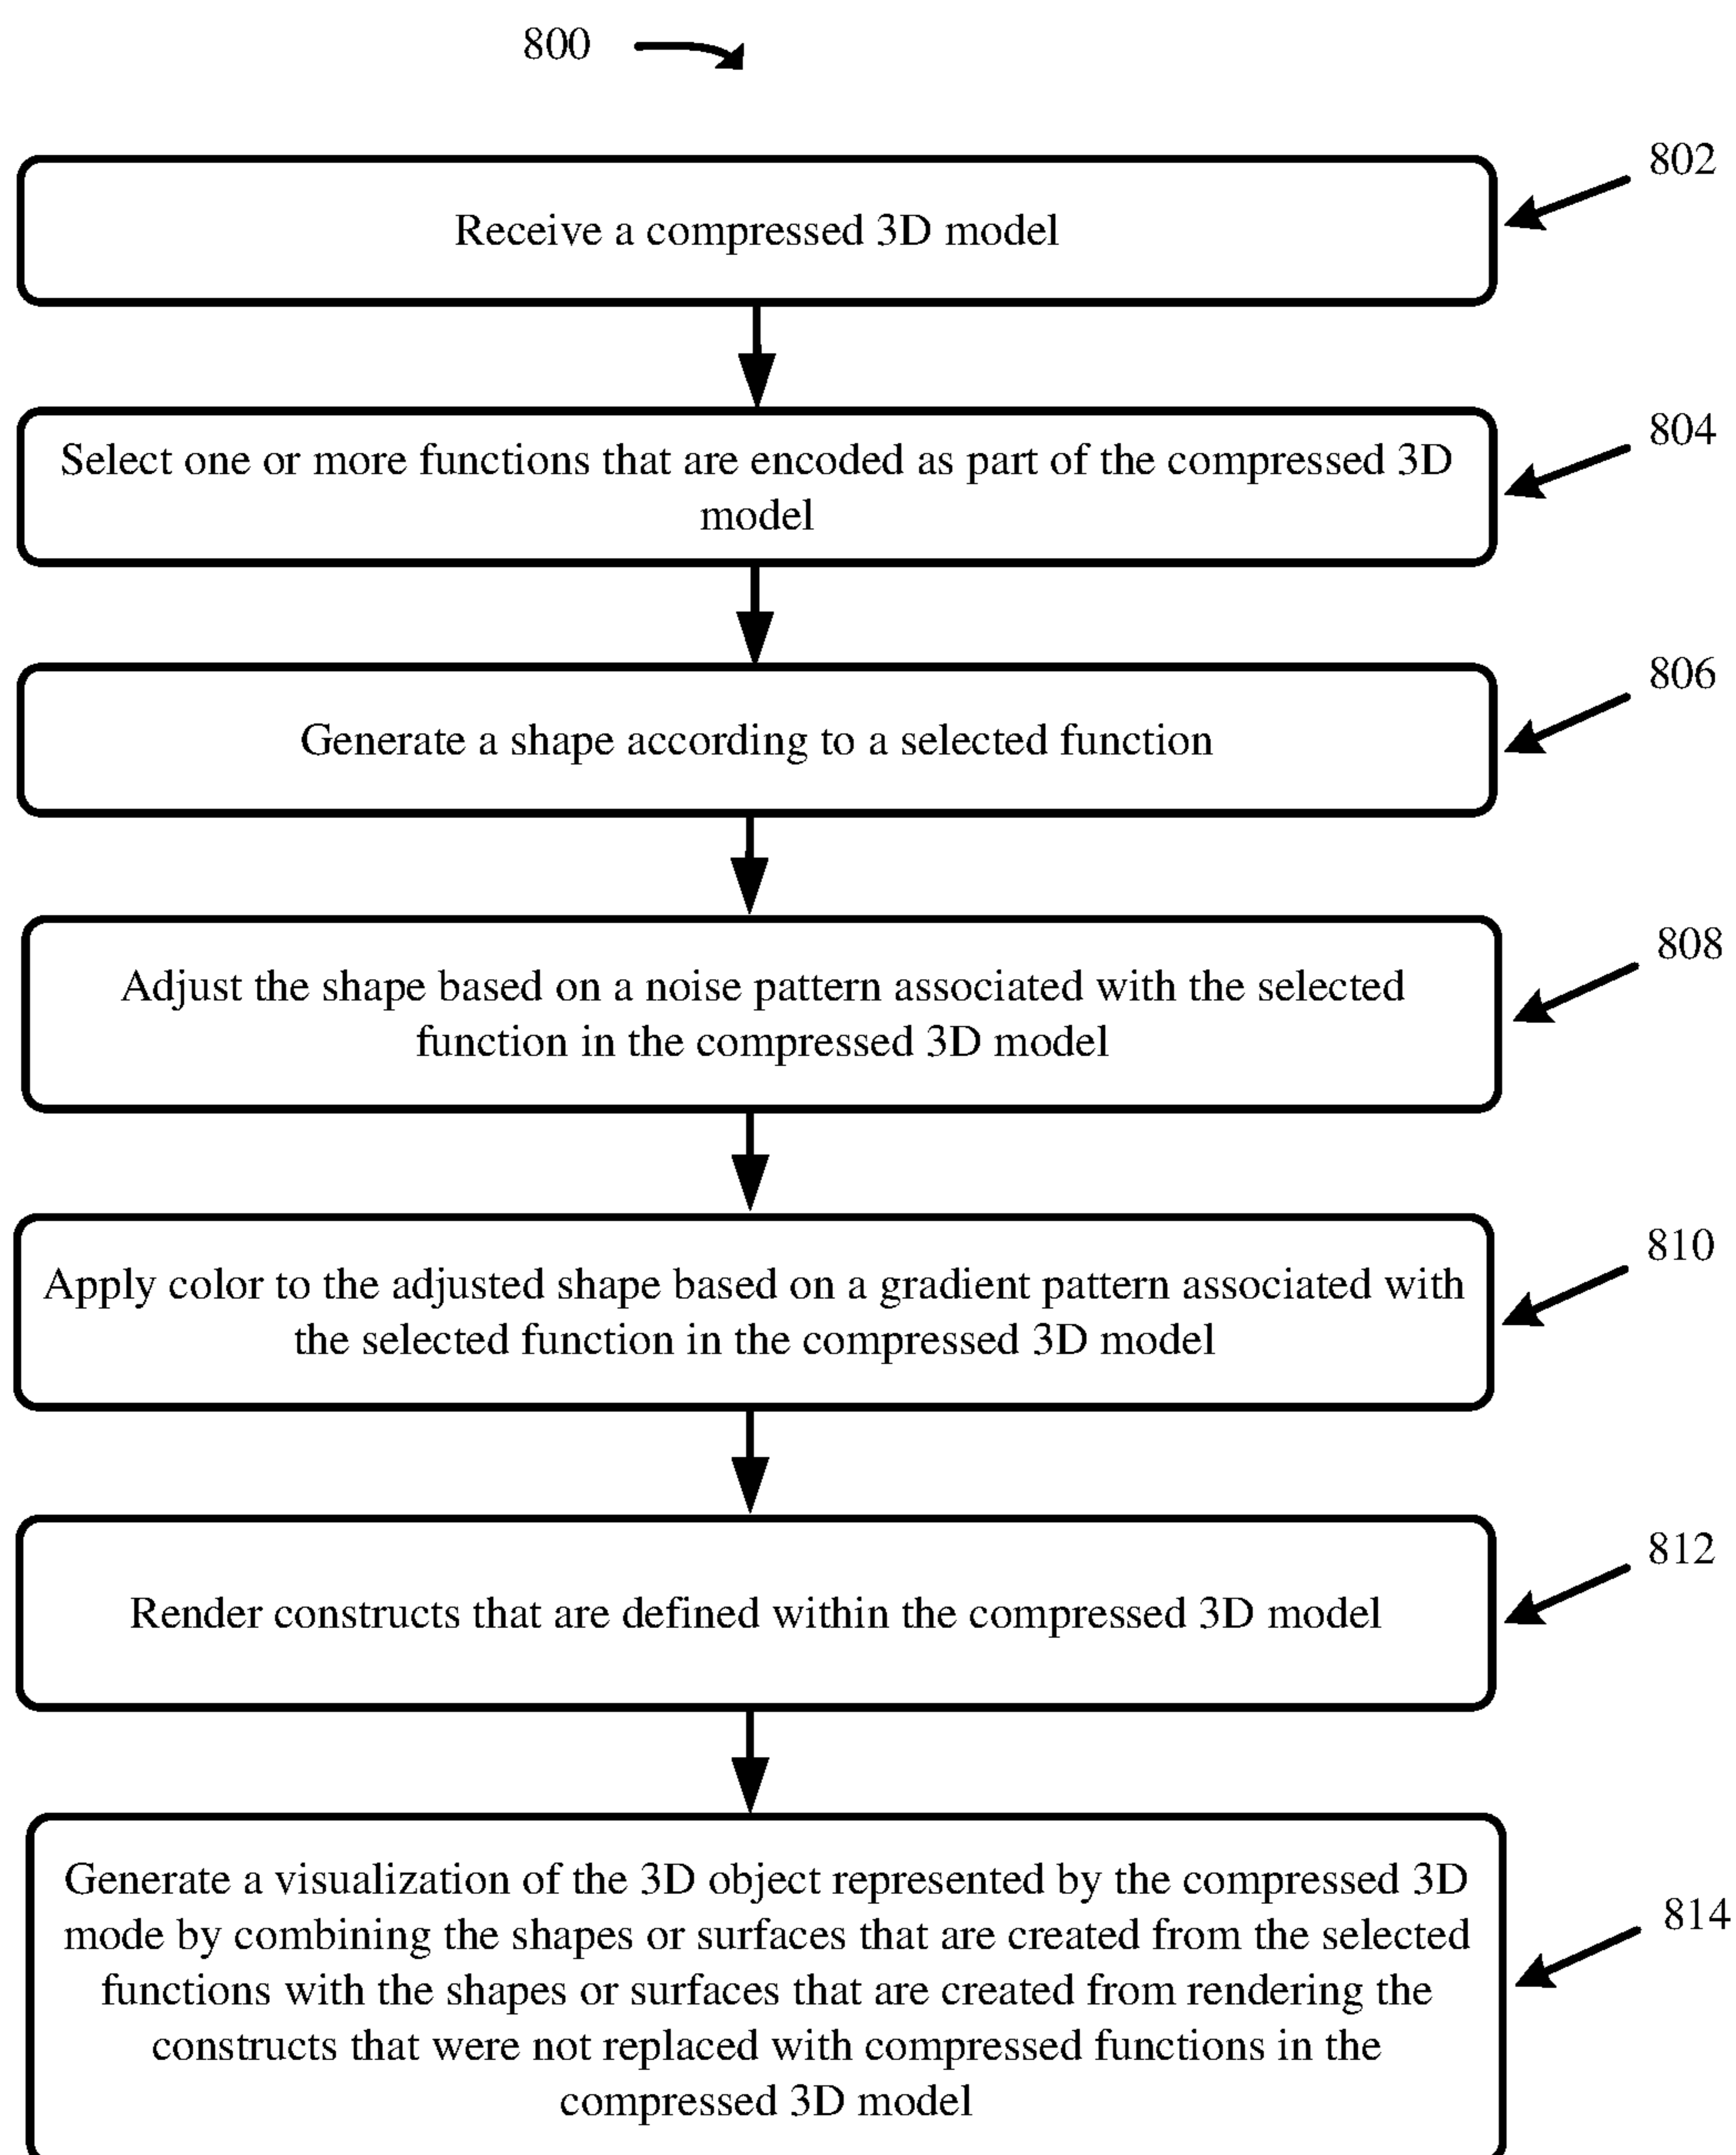 800
802
Receive a compressed 3D model
804
Select one or more functions that are encoded as part of the compressed 3D
model
806
Generate a shape according to a selected function
808
Adjust the shape based on a noise pattern associated with the selected
function in the compressed 3D model
810
Apply color to the adjusted shape based on a gradient pattern associated with
the selected function in the compressed 3D model
812
Render constructs that are defined within the compressed 3D model
814
Generate a visualization of the 3D object represented by the compressed 3D
mode by combining the shapes or surfaces that are created from the selected
functions with the shapes or surfaces that are created from rendering the
constructs that were not replaced with compressed functions in the
compressed 3D model